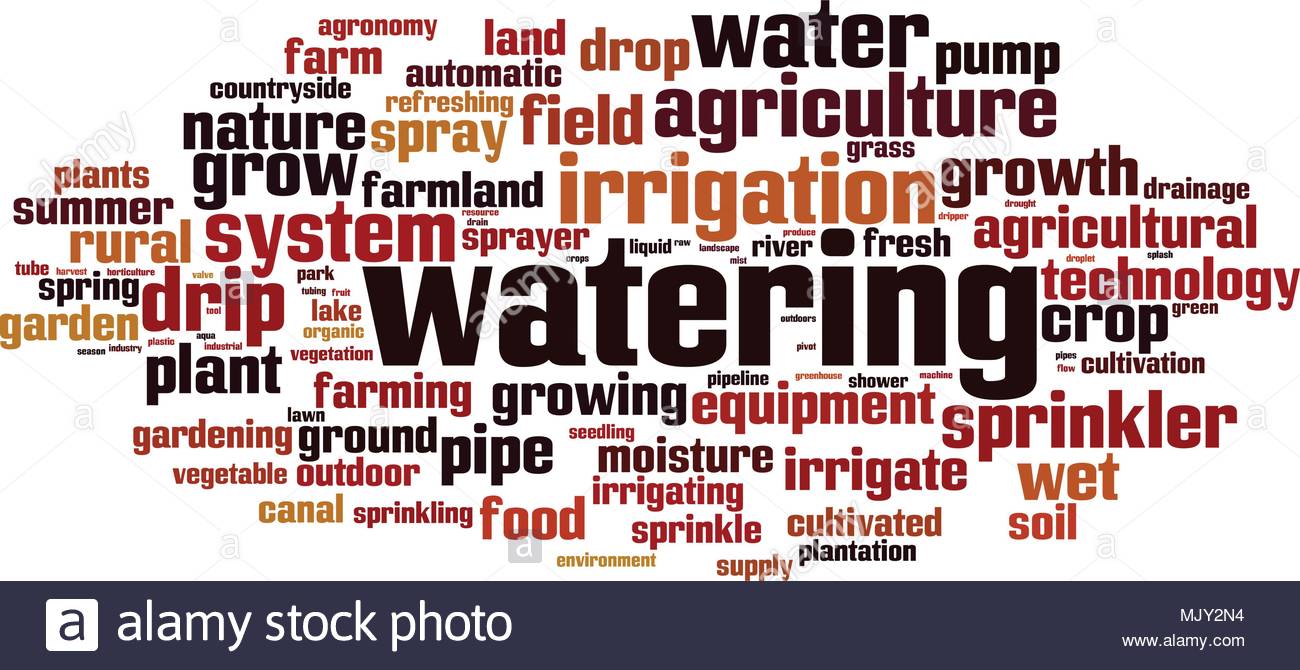 agronomy
land
drop
water
pump
farm
automatic
countryside
refreshing
field
agriculture
nature
spray
grass
grow
farmland
irrigation
growth
drainage
plants
summer
resource
drain
drought
dripper
rural
system
sprayer
produce
agricultural
liquid
raw
landscape
river
fresh
splash
tube
harvest
horticulture
valve
park
crops
mist
watering
droplet
technology
spring
drip
tool
tubing
fruit
lake
organic
outdoors
crop
green
garden
season
industry
plastic
aqua
industrial
vegetation
pivot
pipes
flow
cultivation
plant
farming
growing
pipeline
greenhouse
shower
machine
equipment
sprinkler
lawn
gardening
ground
pipe
seedling
moisture
irrigate
wet
vegetable
outdoor
irrigating
canal
sprinkling
food
sprinkle
cultivated
soil
plantation
environment
supply
a alamy stock photo
MJY2N4
www.alamy.com